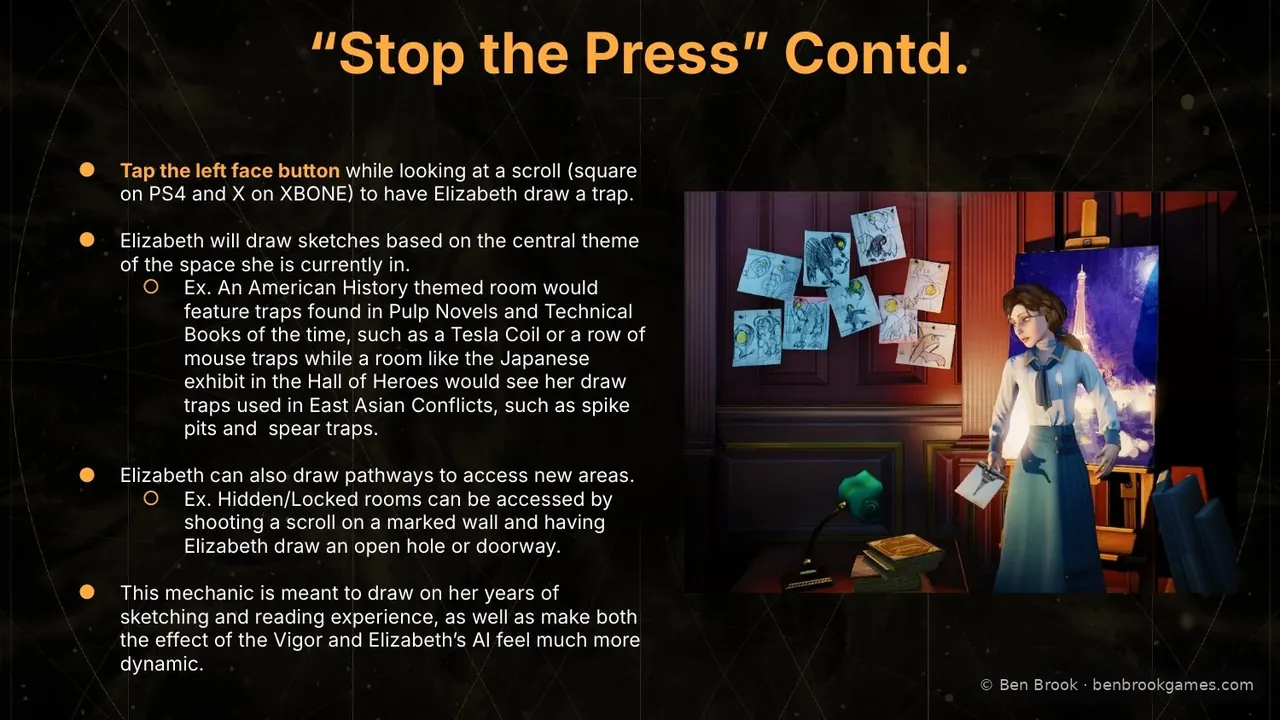 “Stop the Press” Contd.
● Tap the left face button while looking at a scroll (square
on PS4 and X on XBONE) to have Elizabeth draw a trap.
● Elizabeth will draw sketches based on the central theme
of the space she is currently in.
○ Ex. An American History themed room would
feature traps found in Pulp Novels and Technical
Books of the time, such as a Tesla Coil or a row of
mouse traps while a room like the Japanese
exhibit in the Hall of Heroes would see her draw
traps used in East Asian Conflicts, such as spike
pits and  spear traps.
● Elizabeth can also draw pathways to access new areas.
○ Ex. Hidden/Locked rooms can be accessed by
shooting a scroll on a marked wall and having
Elizabeth draw an open hole or doorway.
● This mechanic is meant to draw on her years of
sketching and reading experience, as well as make both
the effect of the Vigor and Elizabeth’s AI feel much more
dynamic.
© Ben Brook · benbrookgames.com